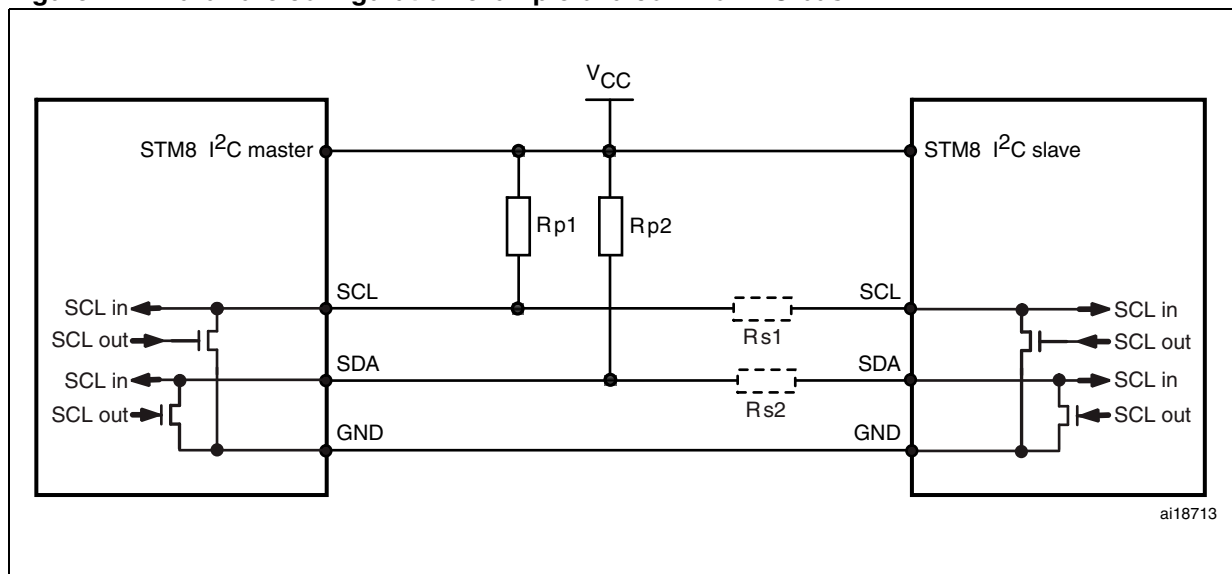 VCC
STM8 I²C master
STM8 I²C slave
Rp1
Rp2
SCL
SCL
SCL in
SCL in
SCL out
SCL out
Rs1
SDA
SDA
SCL in
SCL in
SCL out
SCL out
Rs2
GND
GND
ai18713